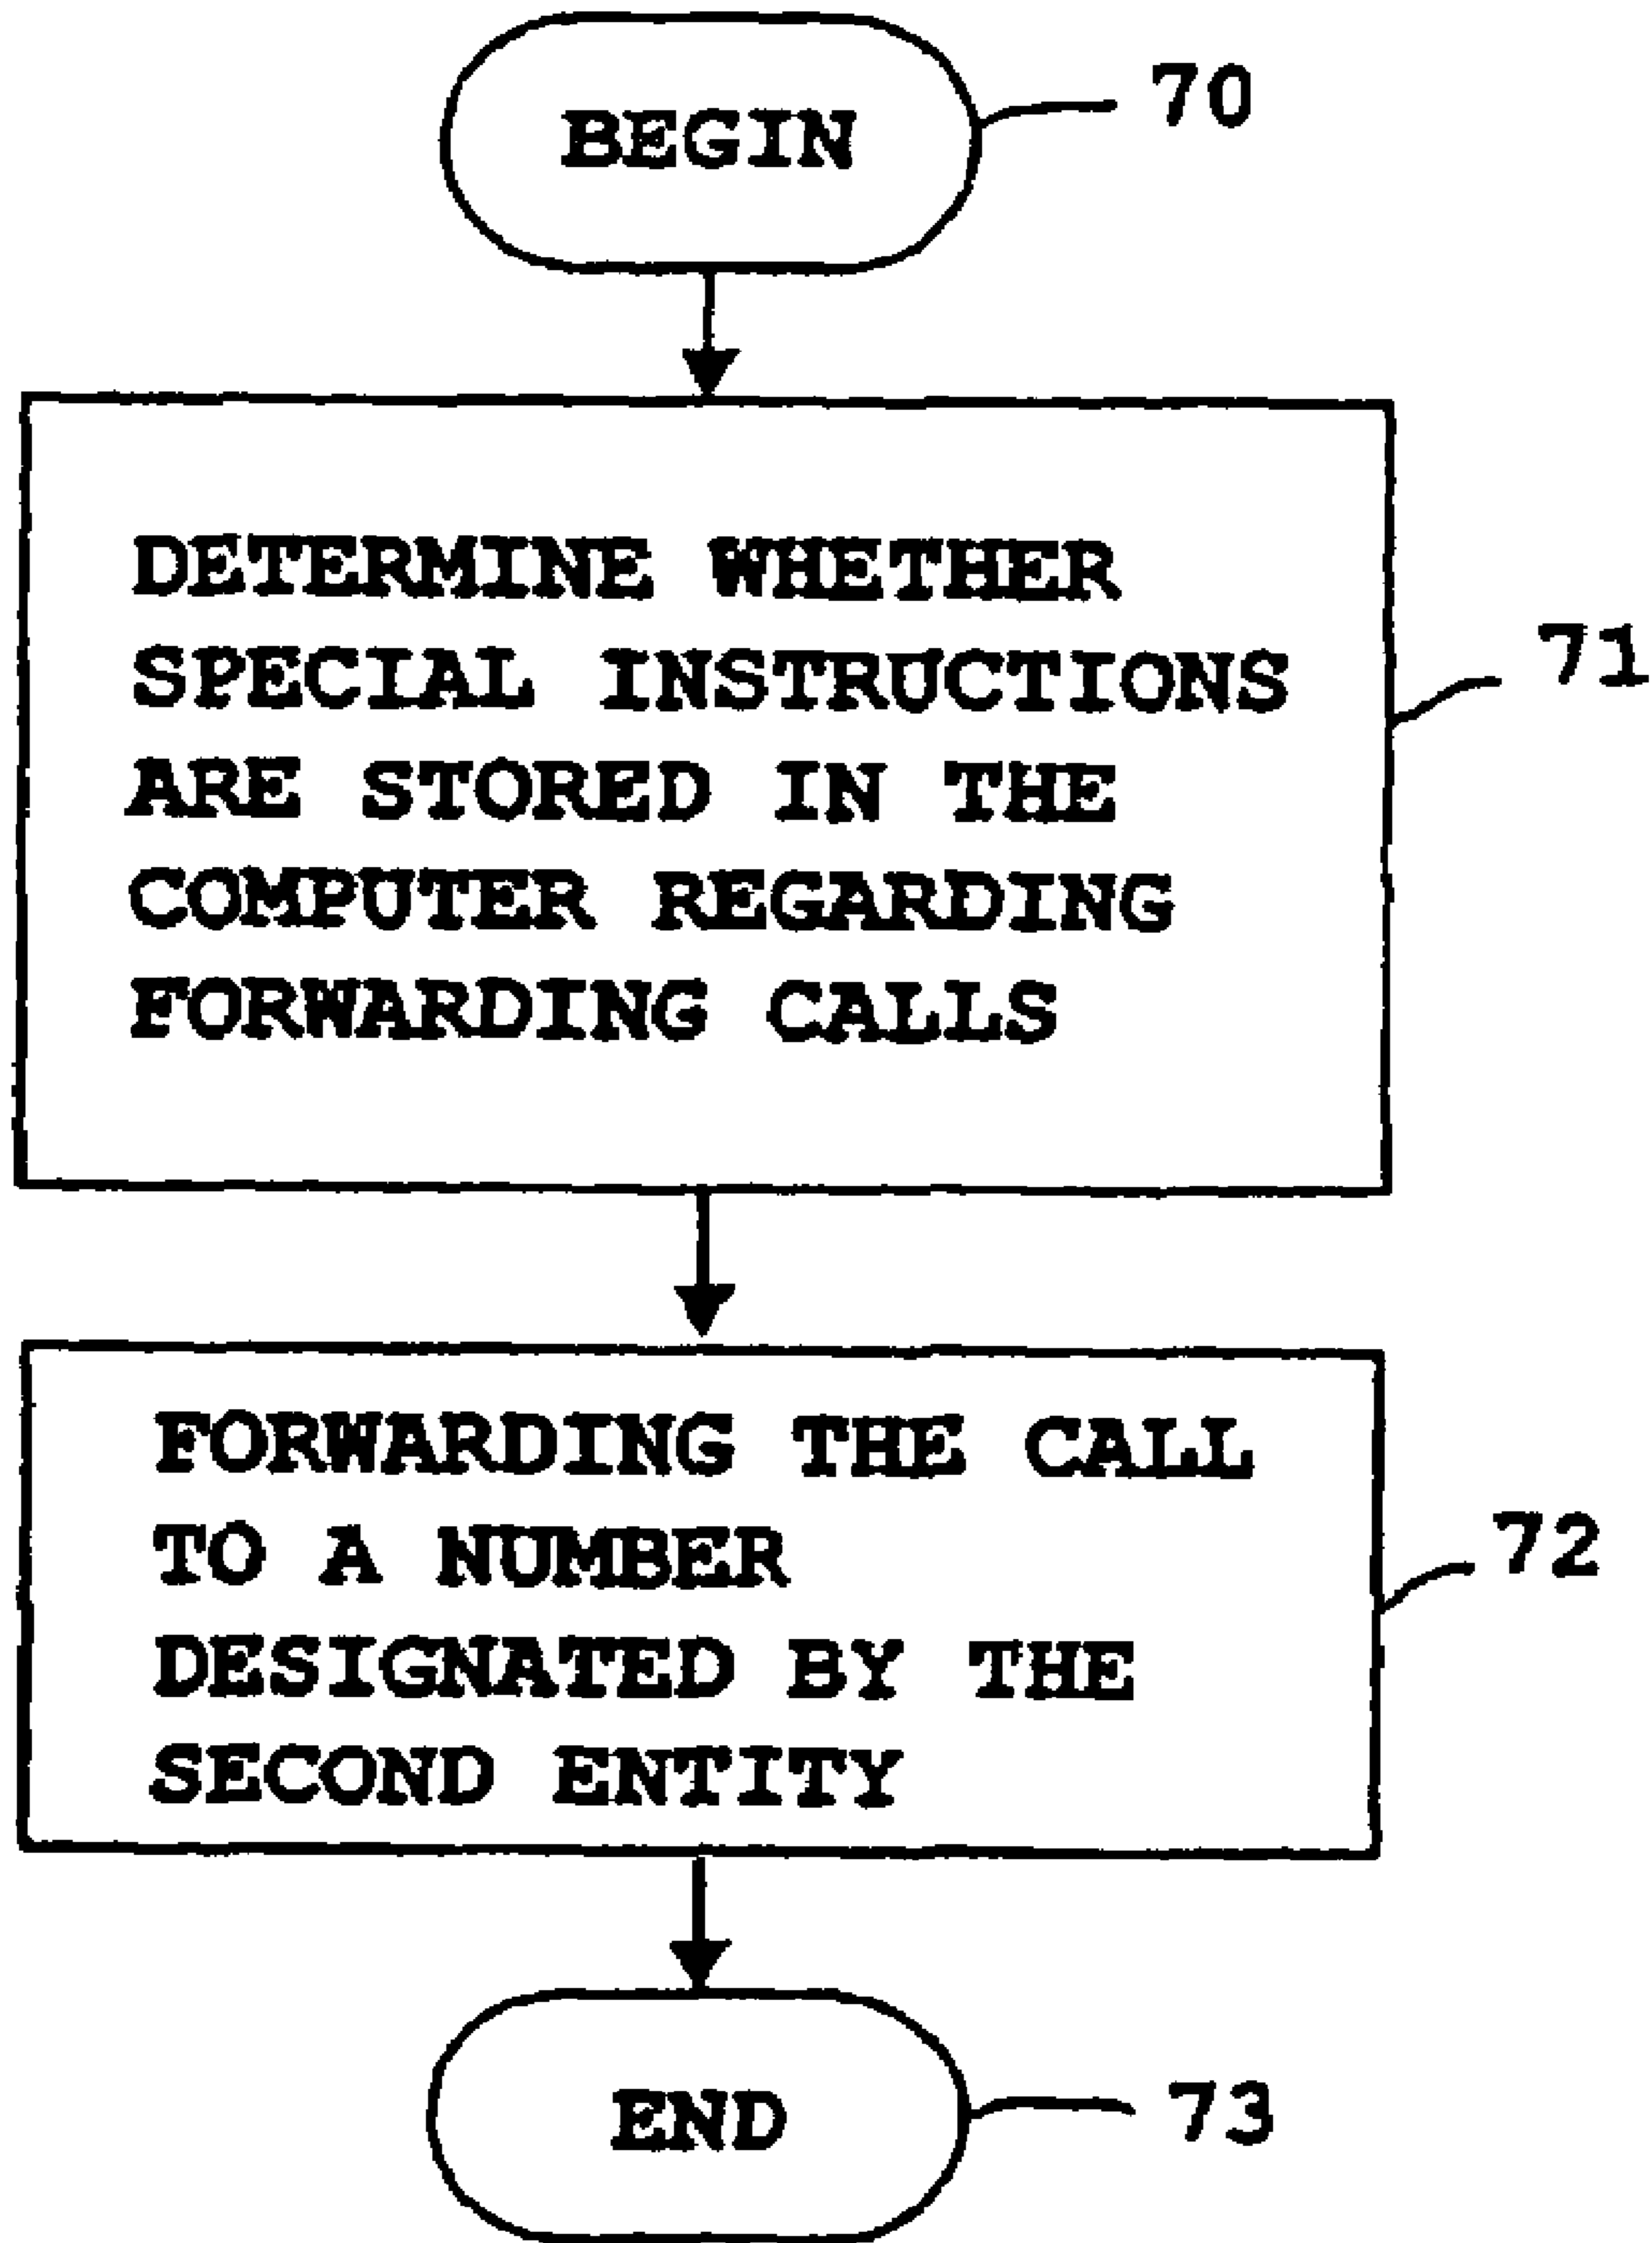 BEGIN
70
DETERMINE WHETHER
SPECIAL INSTRUCTIONS
ARE STORED IN THE
COMPUTER REGARDING
FORWARDING CALLS
71
FORWARDING THE CALL
TO A NUMBER
DESIGNATED BY THE
SECOND ENTITY
72
END
73